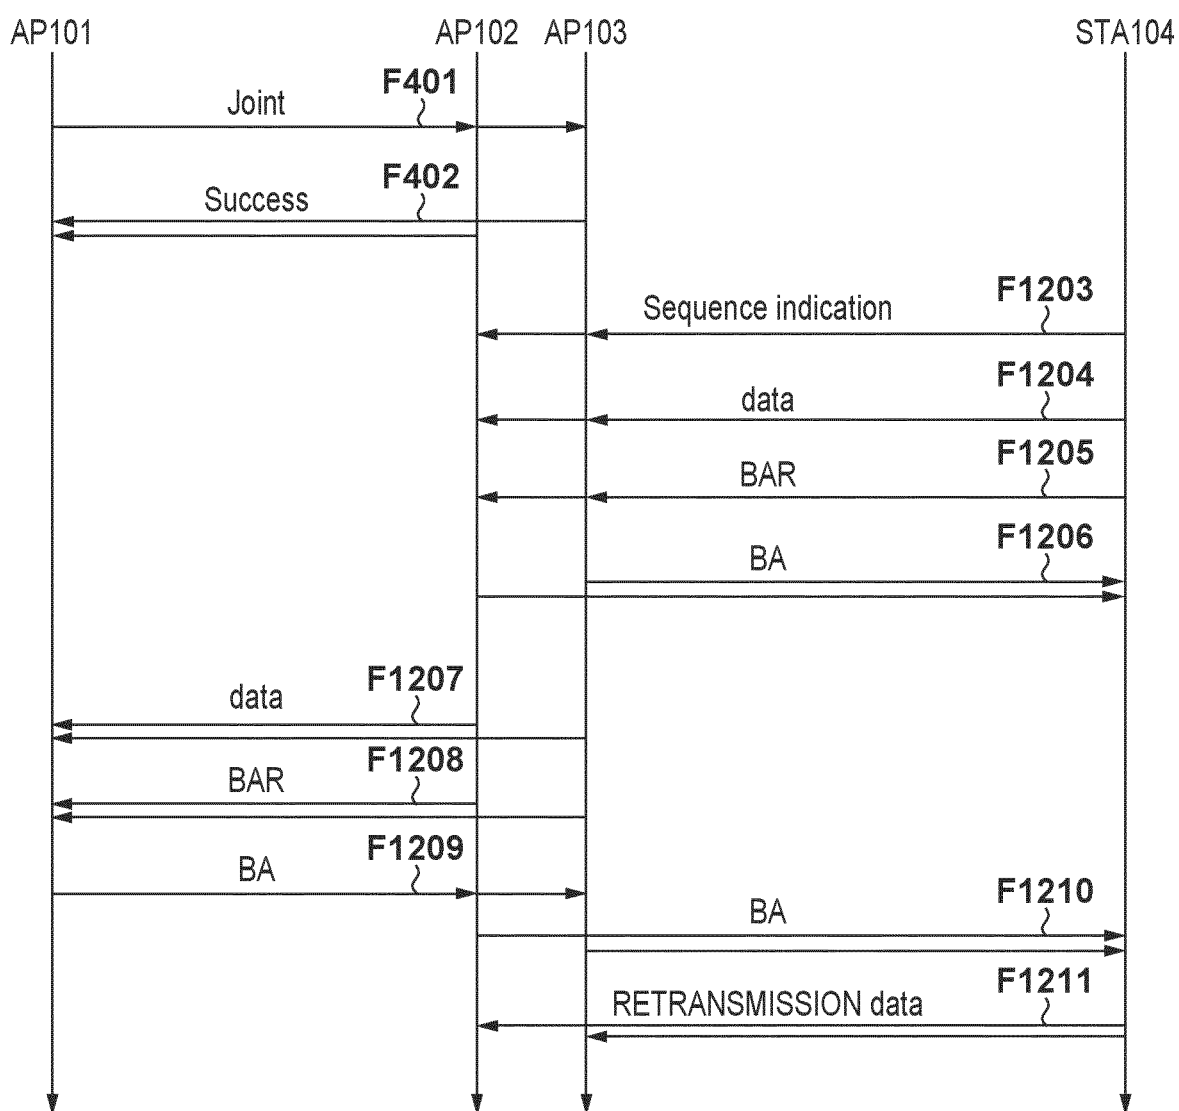 AP101 AP102 AP103 STA104
F401
Joint
F402
Success
F1203
Sequence indication
F1204
data
F1205
BAR
F1206
BA
F1207
data
F1208
BAR
F1209
BA
F1210
BA
F1211
RETRANSMISSION data